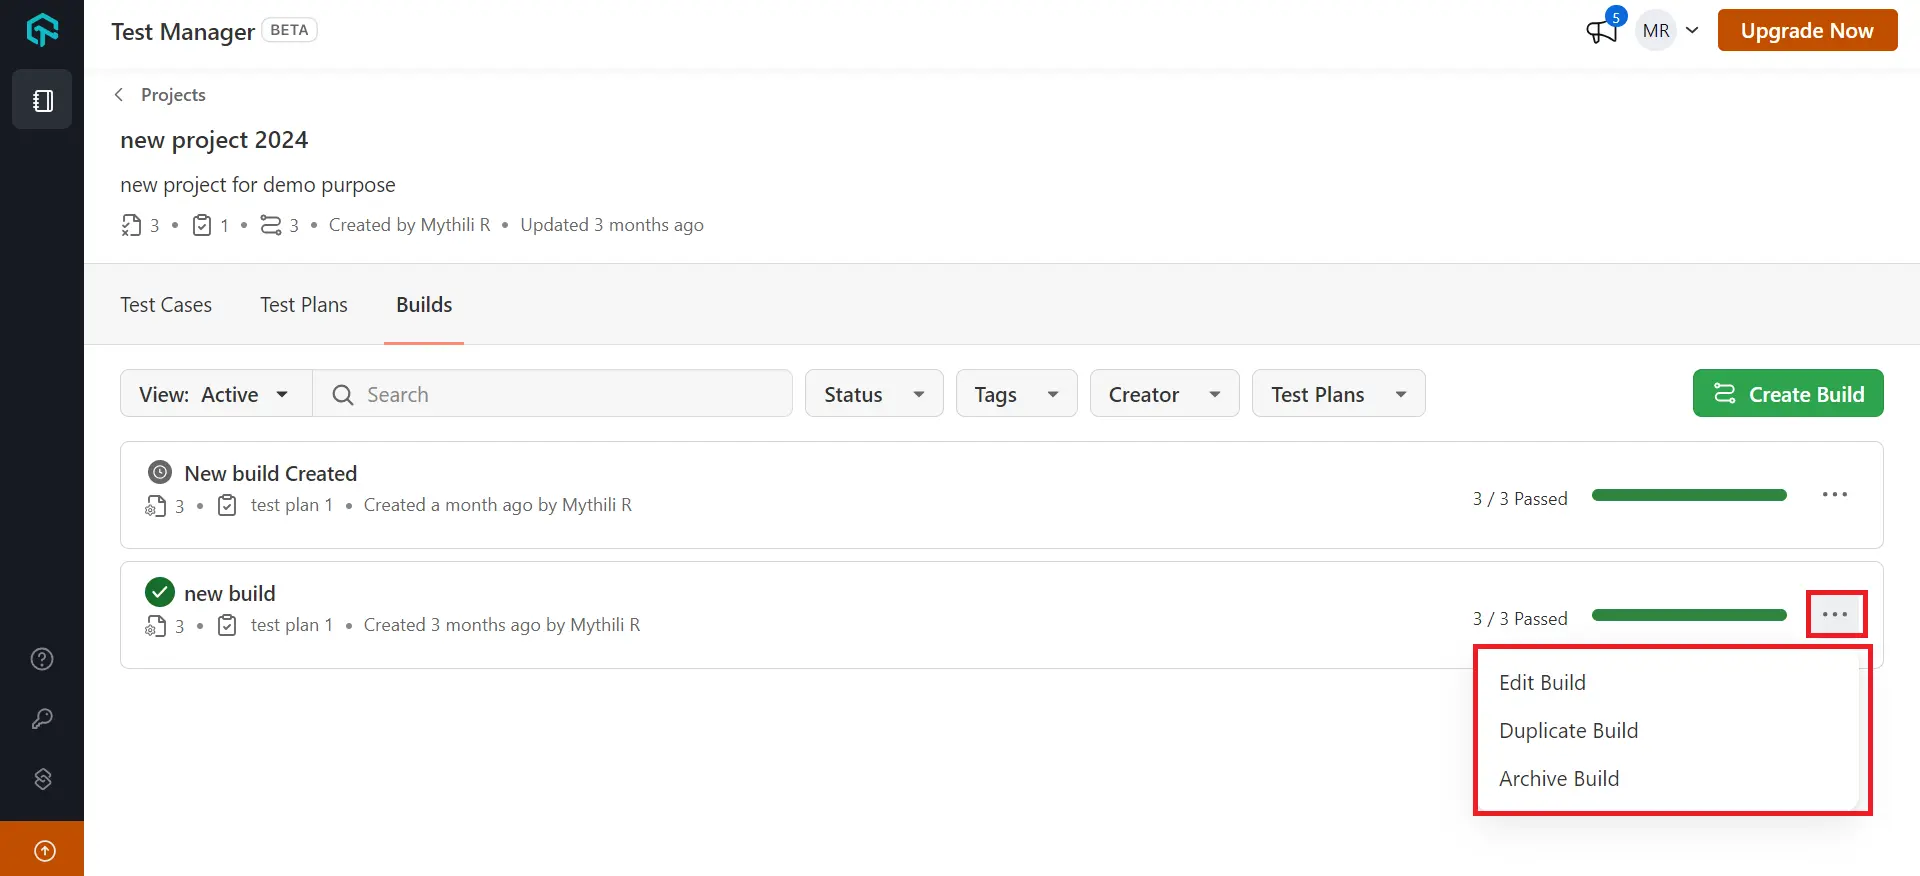 Test Manager BETA 5 MR Upgrade Now
Projects
new project 2024
new project for demo purpose
3 • 1 • 3 • Created by Mythili R • Updated 3 months ago
Test Cases Test Plans Builds
View: Active Search Status Tags Creator Test Plans Create Build
New build Created
3 • test plan 1 • Created a month ago by Mythili R
3 / 3 Passed
new build
3 • test plan 1 • Created 3 months ago by Mythili R
3 / 3 Passed
Edit Build
Duplicate Build
Archive Build